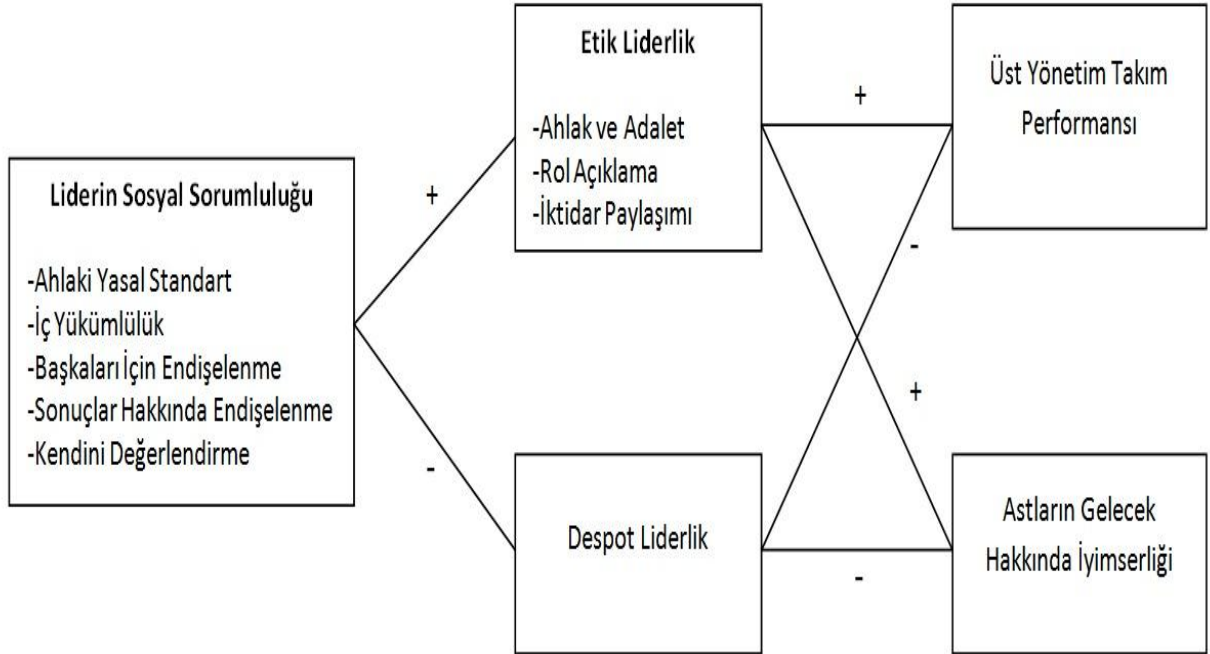 Liderin Sosyal Sorumluluğu
-Ahlaki Yasal Standart
-İç Yükümlülük
-Başkaları İçin Endişelenme
-Sonuçlar Hakkında Endişelenme
-Kendini Değerlendirme
+
-
Etik Liderlik
-Ahlak ve Adalet
-Rol Açıklama
-İktidar Paylaşımı
Despot Liderlik
+
-
+
-
Üst Yönetim Takım
Performansı
Astların Gelecek
Hakkında İyimserliği